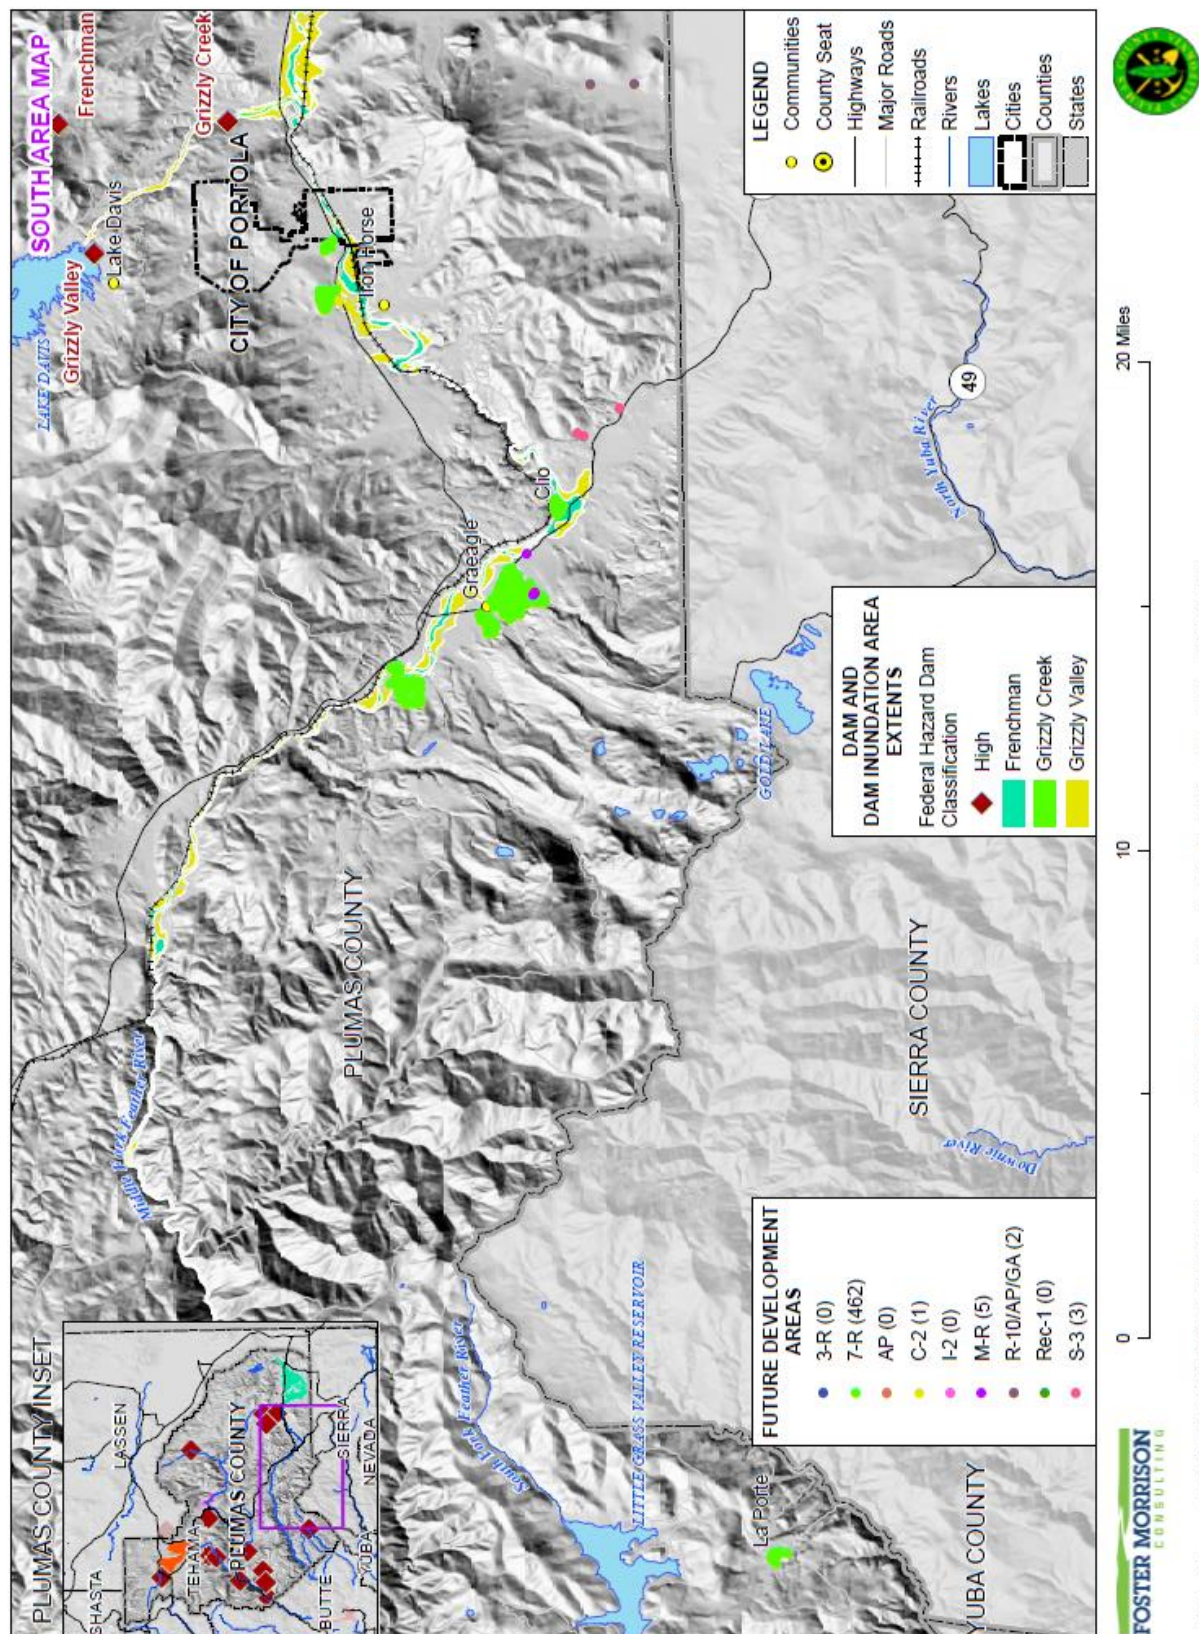 SOUTH AREA MAP
PLUMAS COUNTY INSET
LASSEN
SHASTA
TEHAMA
PLUMAS COUNTY
BUTTE
YUBA
SIERRA
NEVADA
Frenchman
Grizzly Creek
LAKE DAVIS
Grizzly Valley
Lake Davis
CITY OF PORTOLA
Iron Horse
Clio
Graeagle
Middle Fork Feather River
PLUMAS COUNTY
GOLD LAKE
South Fork Feather River
LITTLE GRASS VALLEY RESERVOIR
La Porte
YUBA COUNTY
SIERRA COUNTY
Downie River
North Yuba River
49
FUTURE DEVELOPMENT
AREAS
3-R (0)
7-R (462)
AP (0)
C-2 (1)
I-2 (0)
M-R (5)
R-10/AP/GA (2)
Rec-1 (0)
S-3 (3)
DAM AND
DAM INUNDATION AREA
EXTENTS
Federal Hazard Dam
Classification
High
Frenchman
Grizzly Creek
Grizzly Valley
LEGEND
Communities
County Seat
Highways
Major Roads
Railroads
Rivers
Lakes
Cities
Counties
States
FOSTER MORRISON
CONSULTING
0
10
20 Miles